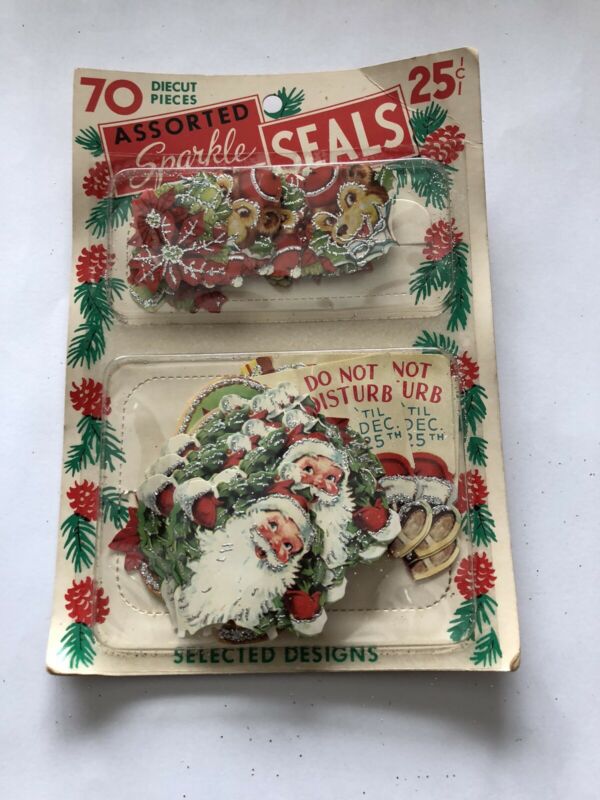 70 DIECUT PIECES
25¢
ASSORTED
Sparkle SEALS
DO NOT DISTURB
'TIL DEC. 25TH
NOT URB
TIL DEC. 25TH
SELECTED DESIGNS